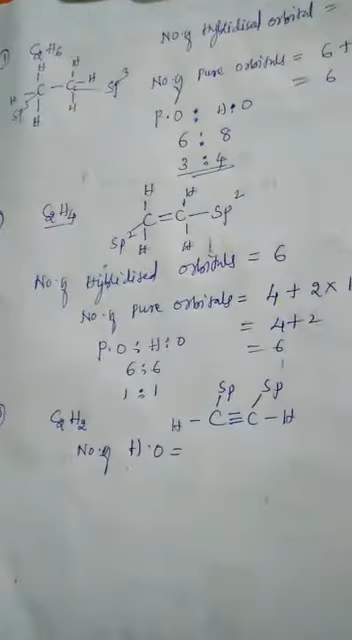 No.of Hybridised orbital =
1) C2H6
H H
H - C - C - H Sp3
Sp3 H H
No.of pure orbitals = 6 +
= 6
P.O : H.O
6 : 8
3 : 4
C2H4
H H
C = C - Sp2
Sp2 H H
No.of Hybridised orbitals = 6
No.of pure orbitals = 4 + 2 × 1
= 4 + 2
P.O : H.O = 6
6 : 6
1 : 1
Sp Sp
C2H2 H - C ≡ C - H
No.of H.O =